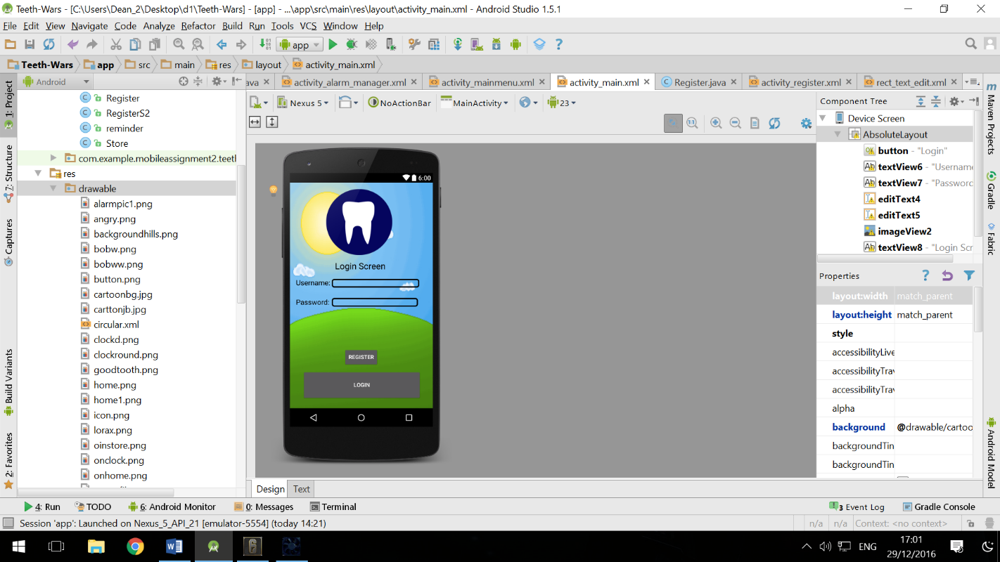 Teeth-Wars - [C:\Users\Dean_2\Desktop\d1\Teeth-Wars] - [app] - ...\app\src\main\res\layout\activity_main.xml - Android Studio 1.5.1
File Edit View Navigate Code Analyze Refactor Build Run Tools VCS Window Help
app
Teeth-Wars app src main res layout activity_main.xml
Android
ava activity_alarm_manager.xml activity_mainmenu.xml activity_main.xml Register.java activity_register.xml rect_text_edit.xml
1: Project
7: Structure
Captures
Build Variants
2: Favorites
Register
RegisterS2
reminder
Store
com.example.mobileassignment2.teetl
res
drawable
alarmpic1.png
angry.png
backgroundhills.png
bobw.png
bobww.png
button.png
cartoonbg.jpg
carttonjb.jpg
circular.xml
clockd.png
clockround.png
goodtooth.png
home.png
home1.png
icon.png
lorax.png
oinstore.png
onclock.png
onhome.png
Nexus 5 NoActionBar MainActivity 23
6:00
Login Screen
Username:
Password:
REGISTER
LOGIN
Design Text
Component Tree
Device Screen
AbsoluteLayout
button - "Login"
textView6 - "Username
textView7 - "Password
editText4
editText5
imageView2
textView8 - "Login Scr
Properties
layout:width match_parent
layout:height match_parent
style
accessibilityLive
accessibilityTrav
accessibilityTrav
alpha
background @drawable/cartoo
backgroundTin
backgroundTin
Maven Projects
Gradle
Fabric
Android Model
4: Run TODO 6: Android Monitor 0: Messages Terminal 3 Event Log Gradle Console
Session 'app': Launched on Nexus_5_API_21 [emulator-5554] (today 14:21) n/a n/a Context: <no context>
ENG
17:01
29/12/2016